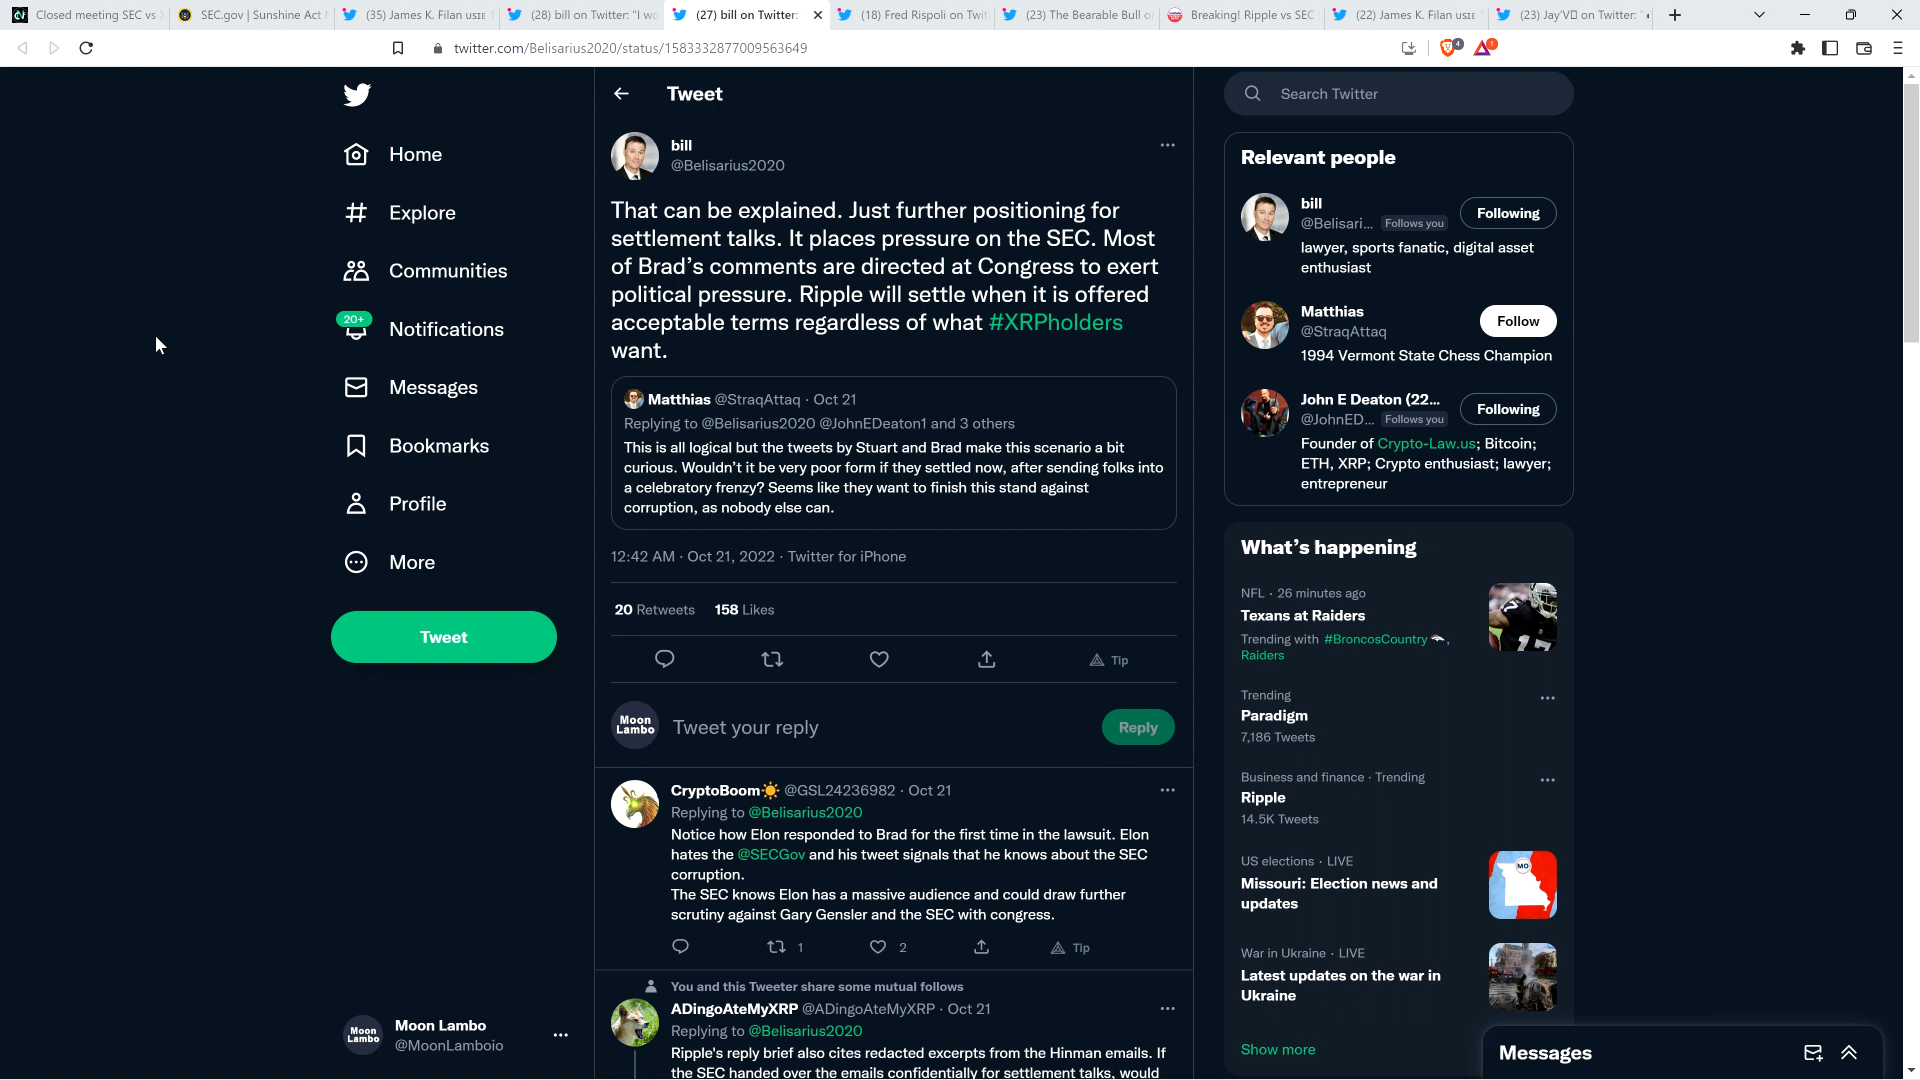 Closed meeting SEC vs
SEC.gov | Sunshine Act
(35) James K. Filan
(28) bill on Twitter: "I wo
(27) bill on Twitter:
(18) Fred Rispoli on Twit
(23) The Bearable Bull o
Breaking! Ripple vs SEC
(22) James K. Filan
(23) Jay'V on Twitter: "
twitter.com/Belisarius2020/status/1583332877009563649
4
1
Home
Explore
Communities
20+
Notifications
Messages
Bookmarks
Profile
More
Tweet
Moon Lambo
Moon Lambo
@MoonLamboio
Tweet
bill
@Belisarius2020
That can be explained. Just further positioning for
settlement talks. It places pressure on the SEC. Most
of Brad’s comments are directed at Congress to exert
political pressure. Ripple will settle when it is offered
acceptable terms regardless of what #XRPholders
want.
Matthias @StraqAttaq · Oct 21
Replying to @Belisarius2020 @JohnEDeaton1 and 3 others
This is all logical but the tweets by Stuart and Brad make this scenario a bit
curious. Wouldn’t it be very poor form if they settled now, after sending folks into
a celebratory frenzy? Seems like they want to finish this stand against
corruption, as nobody else can.
12:42 AM · Oct 21, 2022 · Twitter for iPhone
20 Retweets 158 Likes
Tip
Moon Lambo
Tweet your reply
Reply
CryptoBoom @GSL24236982 · Oct 21
Replying to @Belisarius2020
Notice how Elon responded to Brad for the first time in the lawsuit. Elon
hates the @SECGov and his tweet signals that he knows about the SEC
corruption.
The SEC knows Elon has a massive audience and could draw further
scrutiny against Gary Gensler and the SEC with congress.
1 2 Tip
You and this Tweeter share some mutual follows
ADingoAteMyXRP @ADingoAteMyXRP · Oct 21
Replying to @Belisarius2020
Ripple's reply brief also cites redacted excerpts from the Hinman emails. If
the SEC handed over the emails confidentially for settlement talks, would
Search Twitter
Relevant people
bill
@Belisari... Follows you
Following
lawyer, sports fanatic, digital asset
enthusiast
Matthias
@StraqAttaq
Follow
1994 Vermont State Chess Champion
John E Deaton (22...
@JohnED... Follows you
Following
Founder of Crypto-Law.us; Bitcoin;
ETH, XRP; Crypto enthusiast; lawyer;
entrepreneur
What’s happening
NFL · 26 minutes ago
Texans at Raiders
Trending with #BroncosCountry ,
Raiders
Trending
Paradigm
7,186 Tweets
Business and finance · Trending
Ripple
14.5K Tweets
US elections · LIVE
Missouri: Election news and
updates
MO
War in Ukraine · LIVE
Latest updates on the war in
Ukraine
Show more
Messages